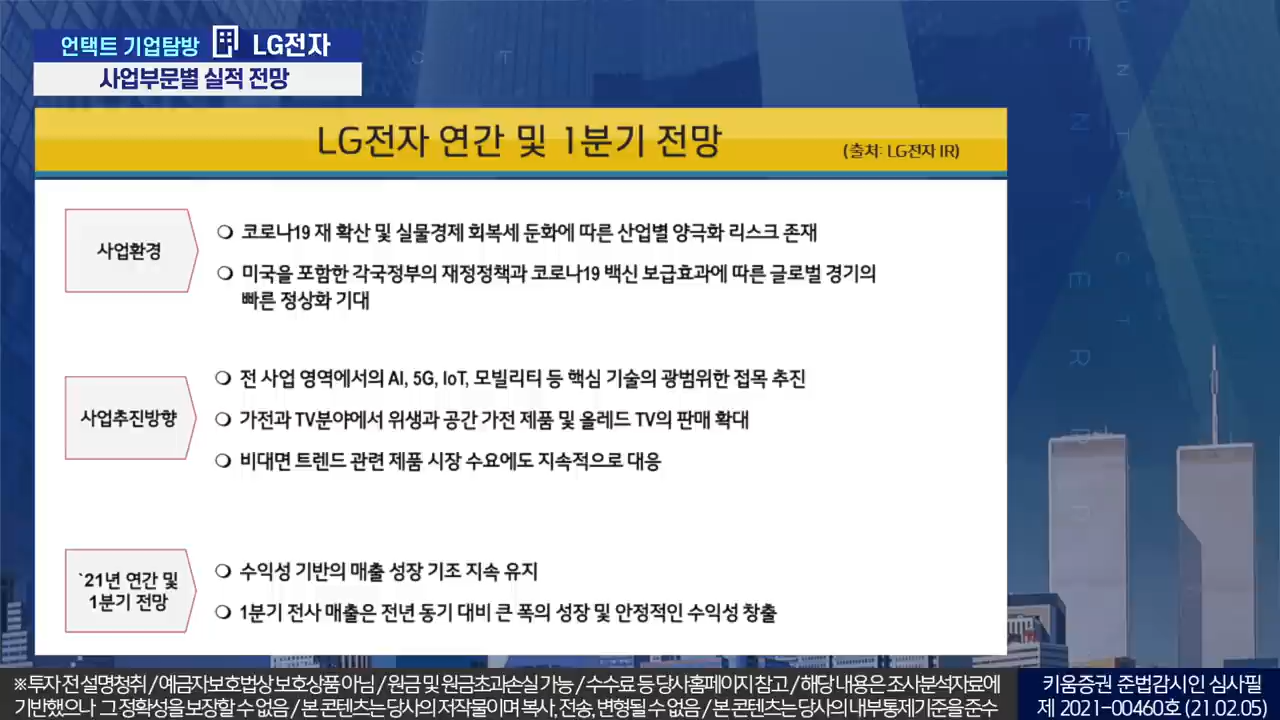 언택트 기업탐방 LG전자
사업부문별 실적 전망
LG전자 연간 및 1분기 전망
(출처: LG전자 IR)
사업환경
코로나19 재 확산 및 실물경제 회복세 둔화에 따른 산업별 양극화 리스크 존재
미국을 포함한 각국정부의 재정정책과 코로나19 백신 보급효과에 따른 글로벌 경기의
빠른 정상화 기대
사업추진방향
전 사업 영역에서의 AI, 5G, IoT, 모빌리티 등 핵심 기술의 광범위한 접목 추진
가전과 TV분야에서 위생과 공간 가전 제품 및 올레드 TV의 판매 확대
비대면 트렌드 관련 제품 시장 수요에도 지속적으로 대응
`21년 연간 및
1분기 전망
수익성 기반의 매출 성장 기조 지속 유지
1분기 전사 매출은 전년 동기 대비 큰 폭의 성장 및 안정적인 수익성 창출
※ 투자 전 설명청취 / 예금자보호법상 보호상품 아님 / 원금 및 원금초과손실 가능 / 수수료 등 당사홈페이지 참고 / 해당 내용은 조사분석자료에
기반했으나 그 정확성을 보장할 수 없음 / 본 콘텐츠는 당사의 저작물이며 복사, 전송, 변형될 수 없음 / 본 콘텐츠는 당사의 내부통제기준을 준수
키움증권 준법감시인 심사필
제 2021-00460호 (21.02.05)